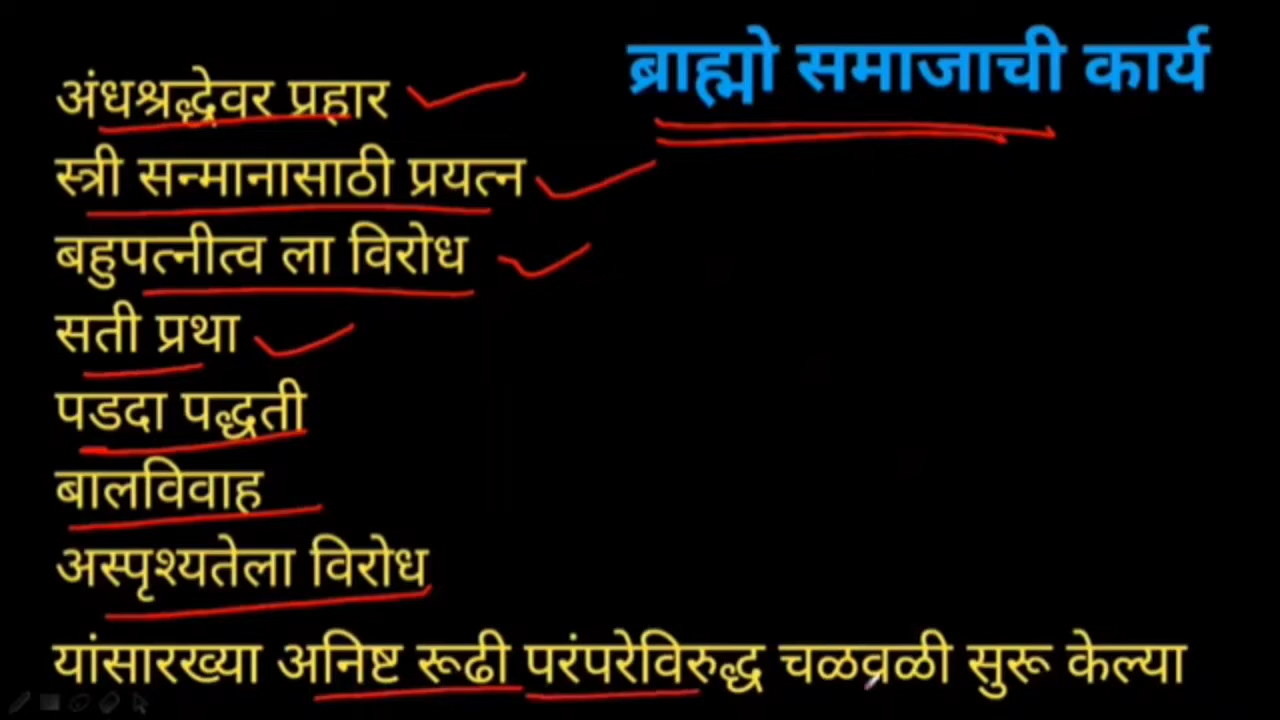 ब्राह्मो समाजाची कार्य
अंधश्रद्धेवर प्रहार
स्त्री सन्मानासाठी प्रयत्न
बहुपत्नीत्व ला विरोध
सती प्रथा
पडदा पद्धती
बालविवाह
अस्पृश्यतेला विरोध
यांसारख्या अनिष्ट रूढी परंपरेविरुद्ध चळवळी सुरू केल्या